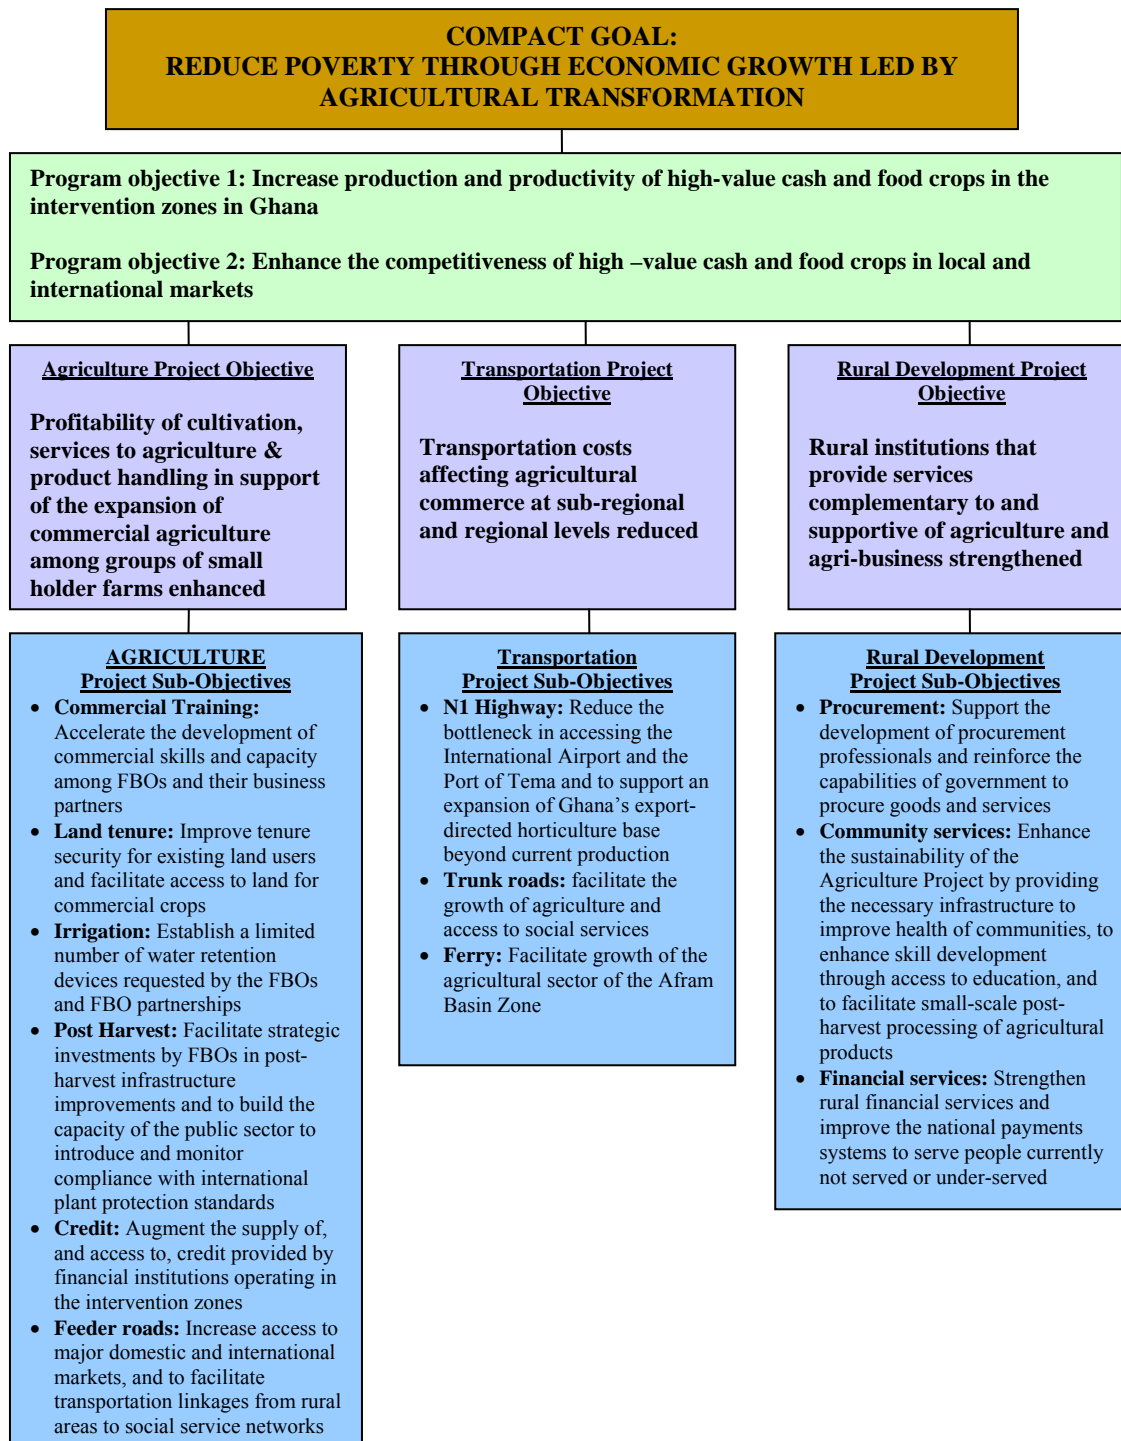 COMPACT GOAL:
REDUCE POVERTY THROUGH ECONOMIC GROWTH LED BY
AGRICULTURAL TRANSFORMATION
Program objective 1: Increase production and productivity of high-value cash and food crops in the
intervention zones in Ghana
Program objective 2: Enhance the competitiveness of high –value cash and food crops in local and
international markets
Agriculture Project Objective
Profitability of cultivation,
services to agriculture &
product handling in support
of the expansion of
commercial agriculture
among groups of small
holder farms enhanced
Transportation Project
Objective
Transportation costs
affecting agricultural
commerce at sub-regional
and regional levels reduced
Rural Development Project
Objective
Rural institutions that
provide services
complementary to and
supportive of agriculture and
agri-business strengthened
AGRICULTURE
Project Sub-Objectives
• Commercial Training:
Accelerate the development of
commercial skills and capacity
among FBOs and their business
partners
• Land tenure: Improve tenure
security for existing land users
and facilitate access to land for
commercial crops
• Irrigation: Establish a limited
number of water retention
devices requested by the FBOs
and FBO partnerships
• Post Harvest: Facilitate strategic
investments by FBOs in post-
harvest infrastructure
improvements and to build the
capacity of the public sector to
introduce and monitor
compliance with international
plant protection standards
• Credit: Augment the supply of,
and access to, credit provided by
financial institutions operating in
the intervention zones
• Feeder roads: Increase access to
major domestic and international
markets, and to facilitate
transportation linkages from rural
areas to social service networks
Transportation
Project Sub-Objectives
• N1 Highway: Reduce the
bottleneck in accessing the
International Airport and the
Port of Tema and to support an
expansion of Ghana’s export-
directed horticulture base
beyond current production
• Trunk roads: facilitate the
growth of agriculture and
access to social services
• Ferry: Facilitate growth of the
agricultural sector of the Afram
Basin Zone
Rural Development
Project Sub-Objectives
• Procurement: Support the
development of procurement
professionals and reinforce the
capabilities of government to
procure goods and services
• Community services: Enhance
the sustainability of the
Agriculture Project by providing
the necessary infrastructure to
improve health of communities, to
enhance skill development
through access to education, and
to facilitate small-scale post-
harvest processing of agricultural
products
• Financial services: Strengthen
rural financial services and
improve the national payments
systems to serve people currently
not served or under-served